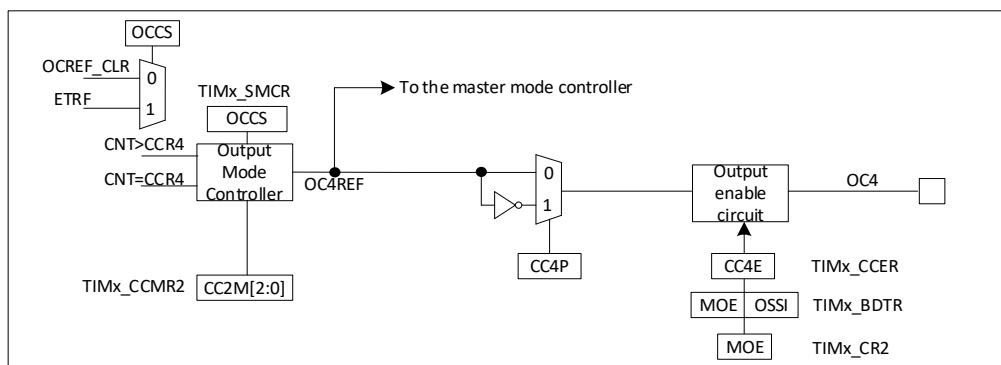 OCCS
OCREF_CLR
0
ETRF
1
TIMx_SMCR
OCCS
To the master mode controller
CNT>CCR4
CNT=CCR4
Output
Mode
Controller
OC4REF
0
1
CC4P
Output
enable
circuit
OC4
TIMx_CCMR2
CC2M[2:0]
CC4E
TIMx_CCER
MOE OSSI
TIMx_BDTR
MOE
TIMx_CR2